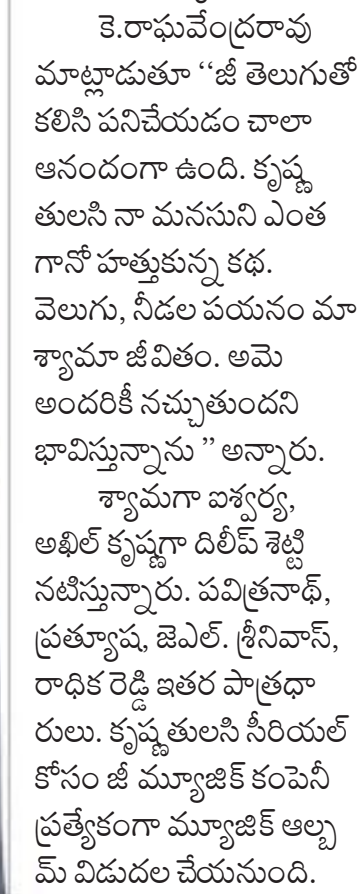 కె.రాఘవేంద్రరావు
మాట్లాడుతూ ‘‘జీ తెలుగుతో
కలిసి పనిచేయడం చాలా
ఆనందంగా ఉంది. కృష్ణ
తులసి నా మనసుని ఎంత
గానో హత్తుకున్న కథ.
వెలుగు, నీడల పయనం మా
శ్యామా జీవితం. అమె
అందరికీ నచ్చుతుందని
భావిస్తున్నాను ’’ అన్నారు.
శ్యామగా ఐశ్వర్య,
అఖిల్ కృష్ణగా దిలీప్ శెట్టి
నటిస్తున్నారు. పవిత్రనాథ్,
ప్రత్యూష, జెఎల్. శ్రీనివాస్,
రాధిక రెడ్డి ఇతర పాత్రధా
రులు. కృష్ణతులసి సీరియల్
కోసం జీ మ్యూజిక్ కంపెనీ
ప్రత్యేకంగా మ్యూజిక్ ఆల్బ
మ్ విడుదల చేయనుంది.